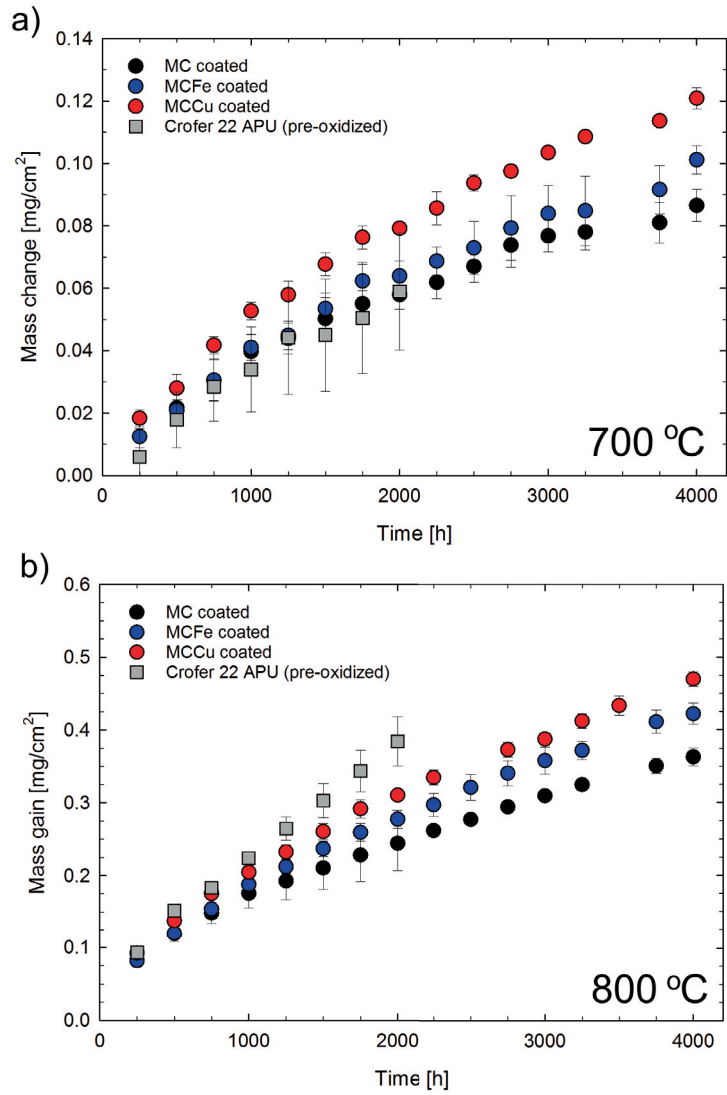 a)
0.14
0.12
0.10
0.08
0.06
0.04
0.02
0.00
Mass change [mg/cm²]
MC coated
MCFe coated
MCCu coated
Crofer 22 APU (pre-oxidized)
700 °C
0 1000 2000 3000 4000
Time [h]
b)
0.6
0.5
0.4
0.3
0.2
0.1
0.0
Mass gain [mg/cm²]
MC coated
MCFe coated
MCCu coated
Crofer 22 APU (pre-oxidized)
800 °C
0 1000 2000 3000 4000
Time [h]